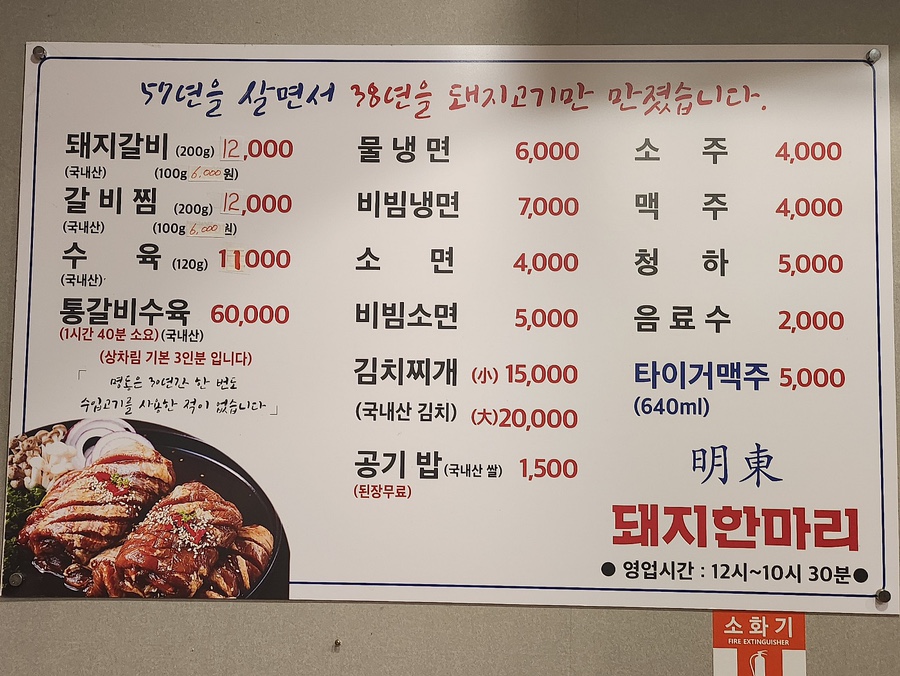 57년을 살면서 38년을 돼지고기만 만졌습니다.
돼지갈비 (200g) 12,000
(국내산) (100g 6,000원)
갈비찜 (200g) 12,000
(국내산) (100g 6,000원)
수 육 (120g) 11000
(국내산)
통갈비수육 60,000
(1시간 40분 소요)(국내산)
(상차림 기본 3인분 입니다)
「 명동은 30년간 한 번도
수입고기를 사용한 적이 없습니다 」
물냉면 6,000
비빔냉면 7,000
소 면 4,000
비빔소면 5,000
김치찌개 (小) 15,000
(국내산 김치) (大)20,000
공기 밥(국내산 쌀) 1,500
(된장무료)
소 주 4,000
맥 주 4,000
청 하 5,000
음료수 2,000
타이거맥주 5,000
(640ml)
明東
돼지한마리
● 영업시간 : 12시~10시 30분●
소화기
FIRE EXTINGUISHER